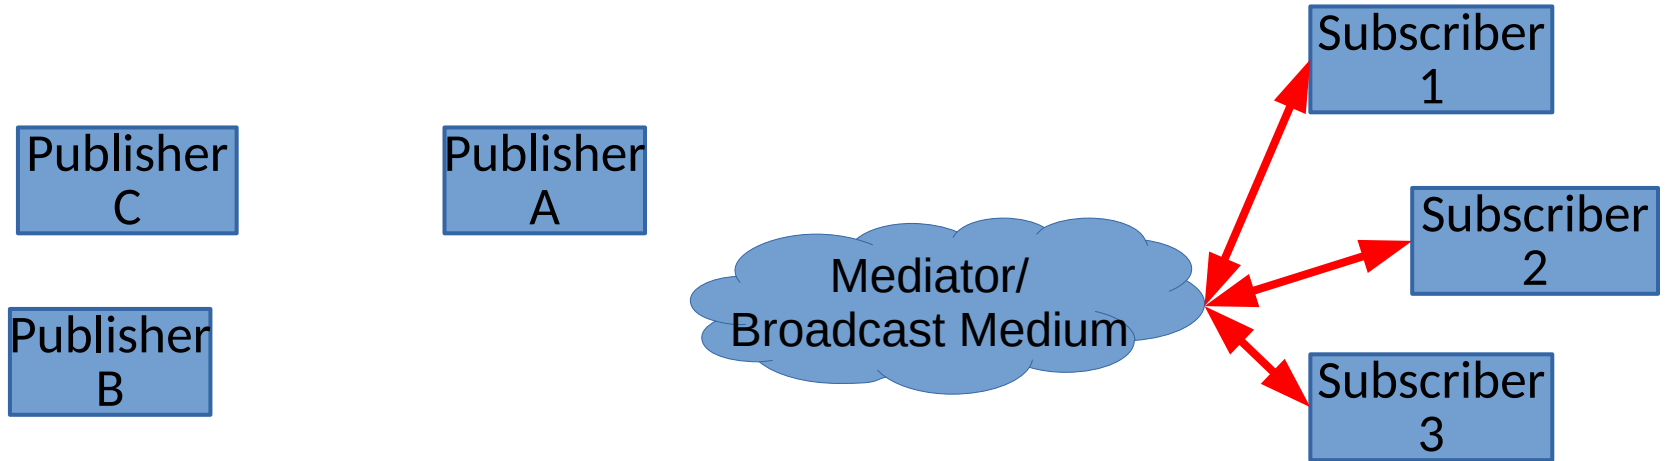 Subscriber
1
Publisher
C
Publisher
A
Subscriber
2
Mediator/
Broadcast Medium
Publisher
B
Subscriber
3